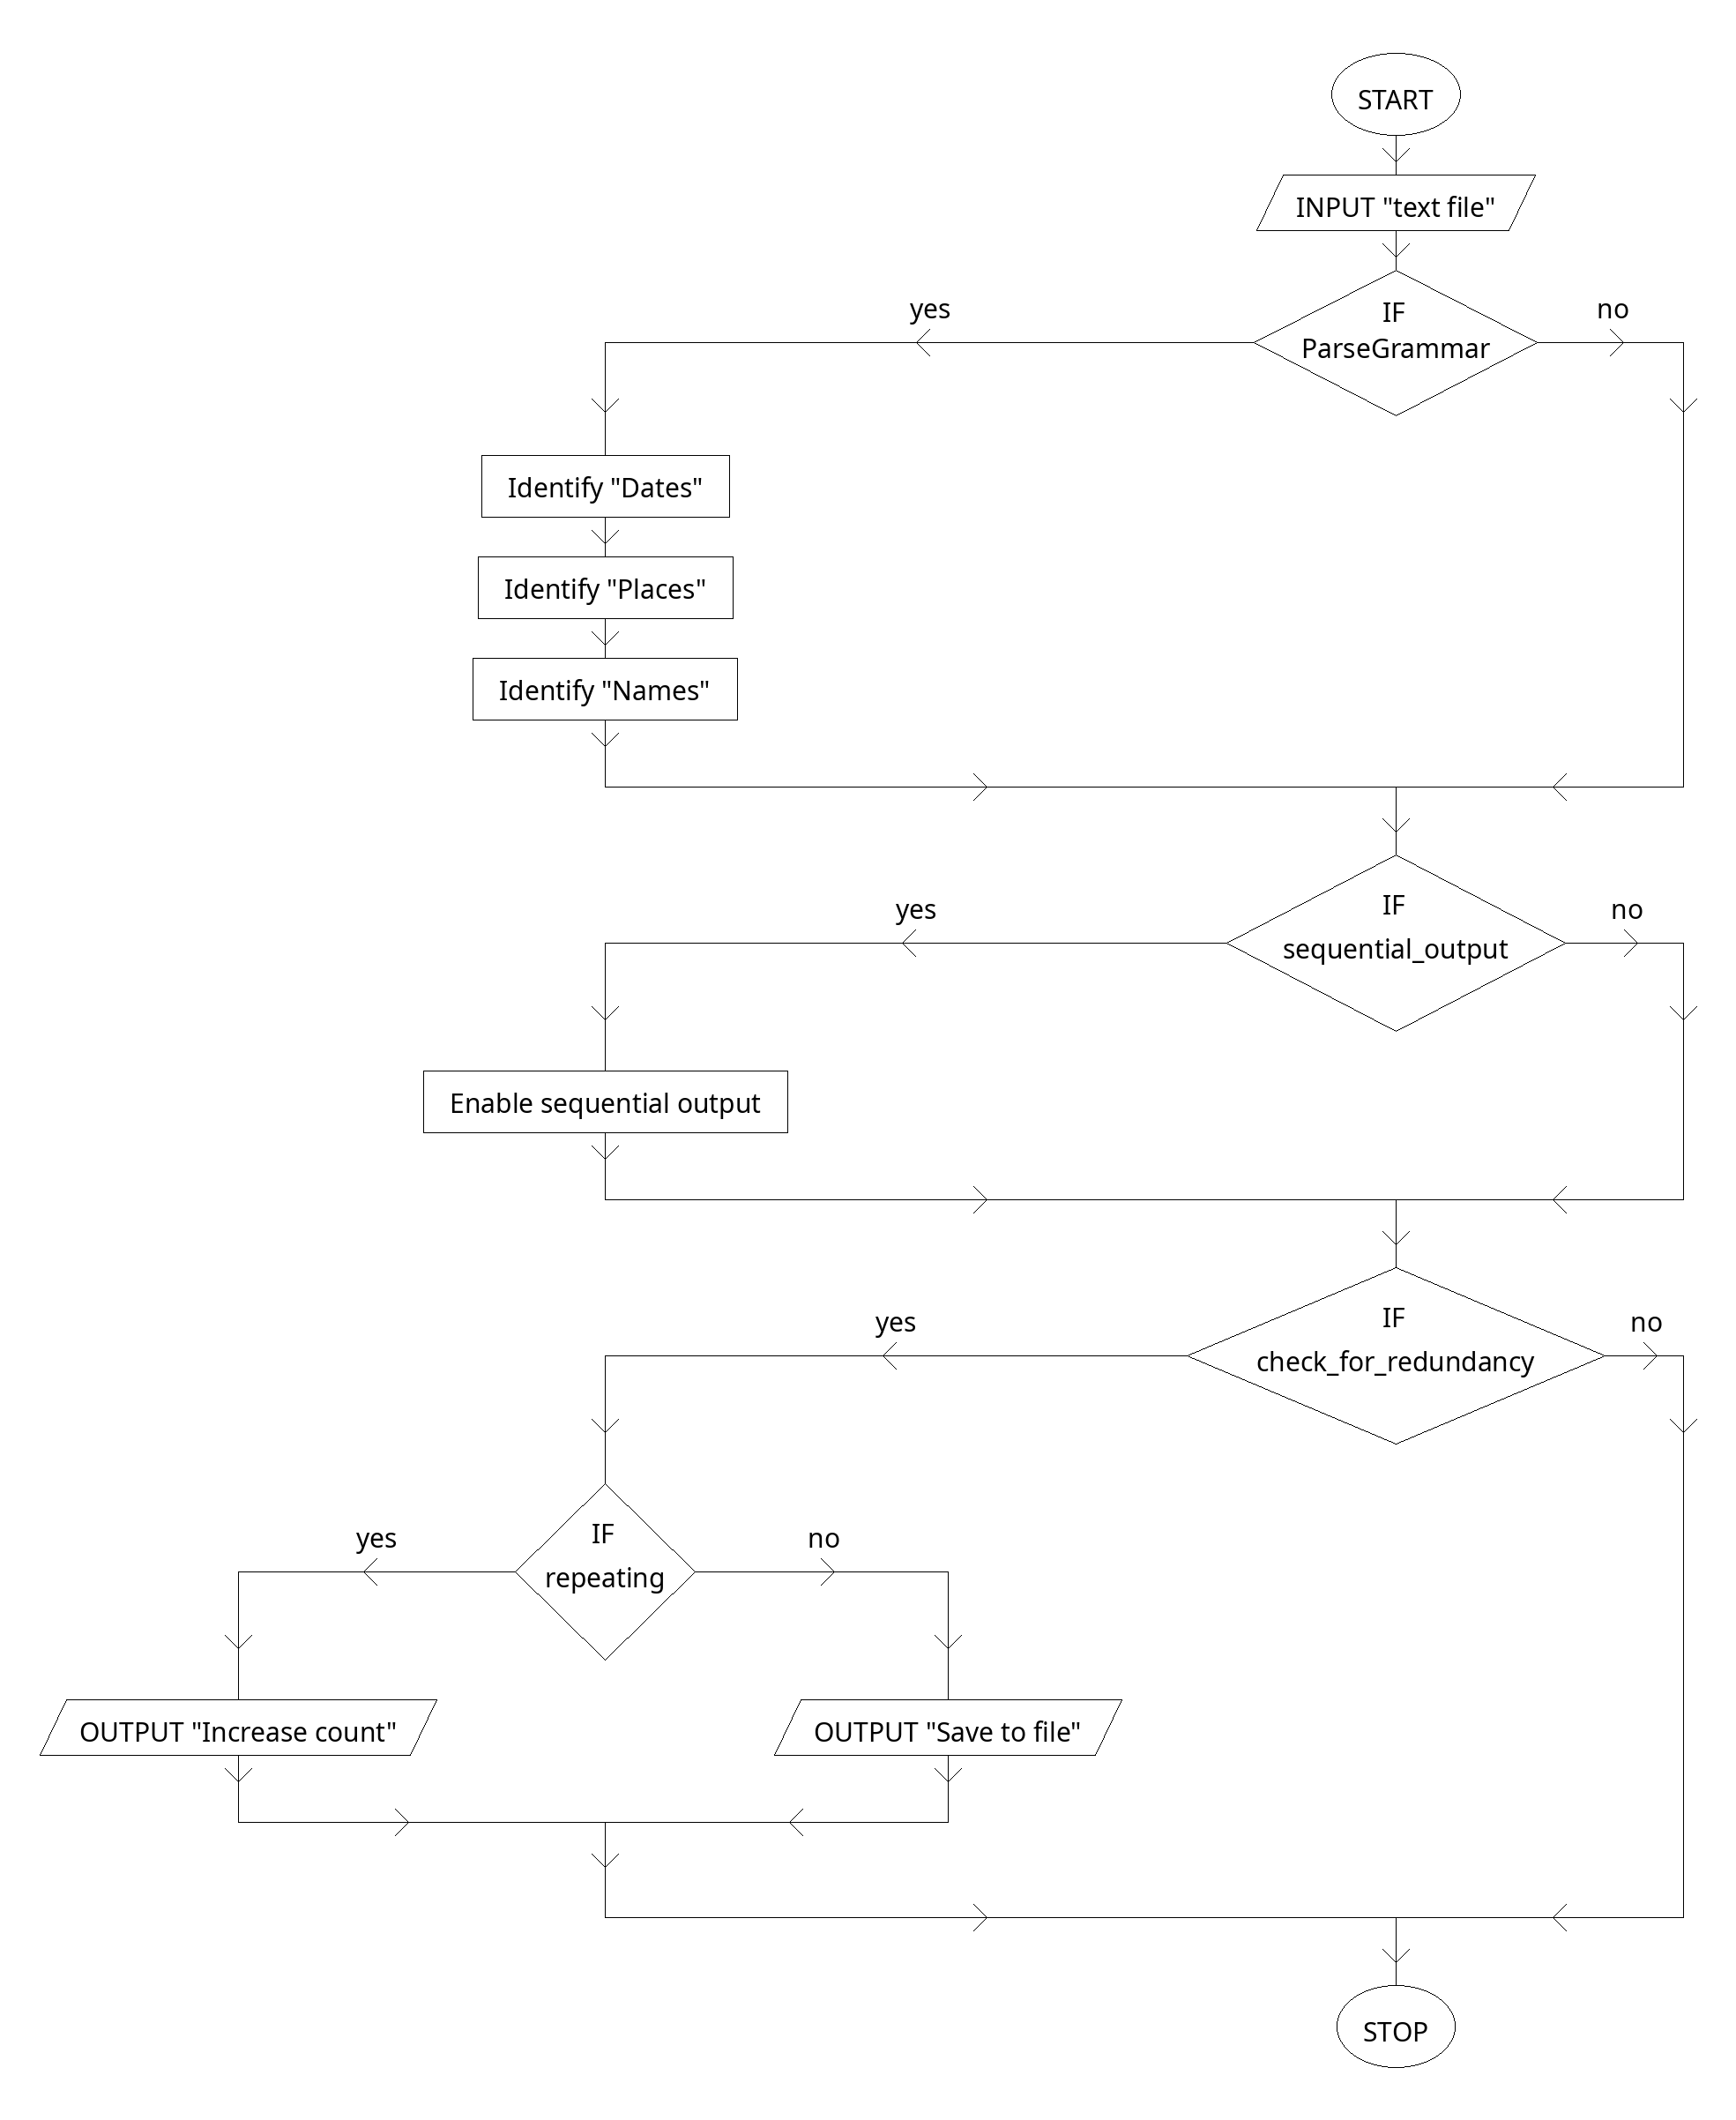 START
INPUT "text file"
IF
ParseGrammar
yes
no
Identify "Dates"
Identify "Places"
Identify "Names"
IF
sequential_output
yes
no
Enable sequential output
IF
check_for_redundancy
yes
no
IF
repeating
yes
no
OUTPUT "Increase count"
OUTPUT "Save to file"
STOP